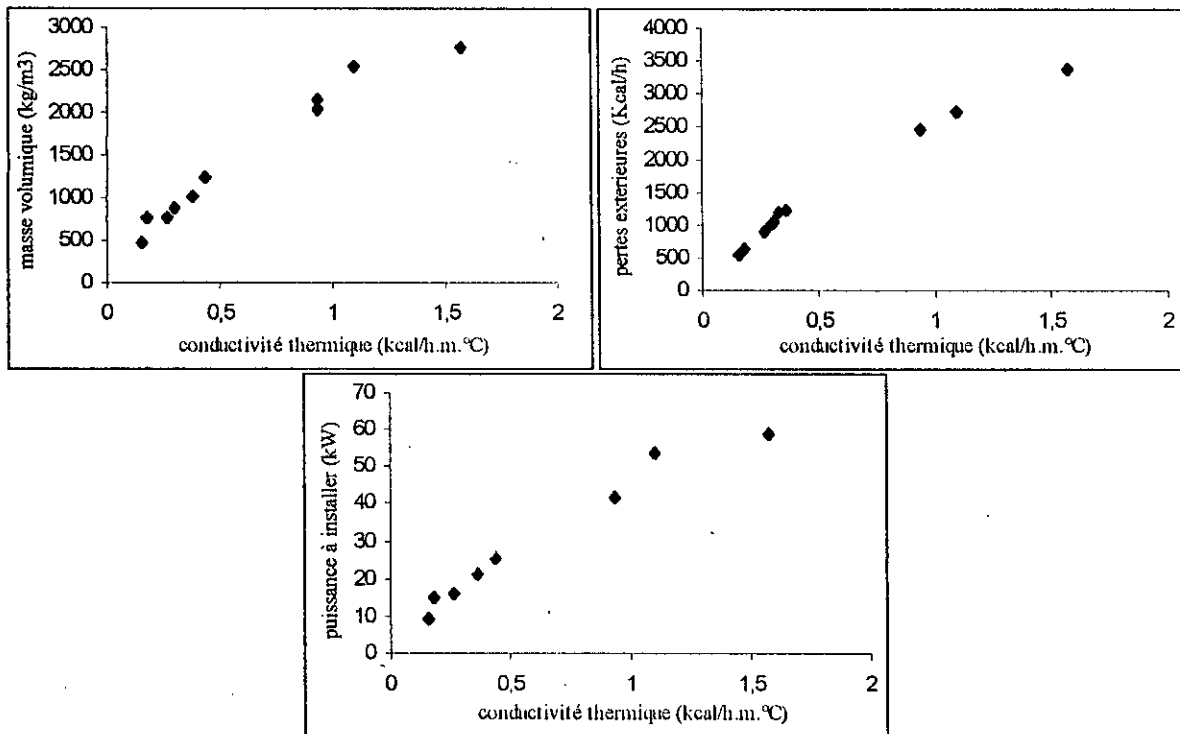 masse volumique (kg/m3)
3000
2500
2000
1500
1000
500
0
0 0,5 1 1,5 2
conductivité thermique (kcal/h.m.°C)
pertes exterieures (Kcal/h)
4000
3500
3000
2500
2000
1500
1000
500
0
0 0,5 1 1,5 2
conductivité thermique (kcal/h.m.°C)
puissance à installer (kW)
70
60
50
40
30
20
10
0
0 0,5 1 1,5 2
conductivité thermique (kcal/h.m.°C)